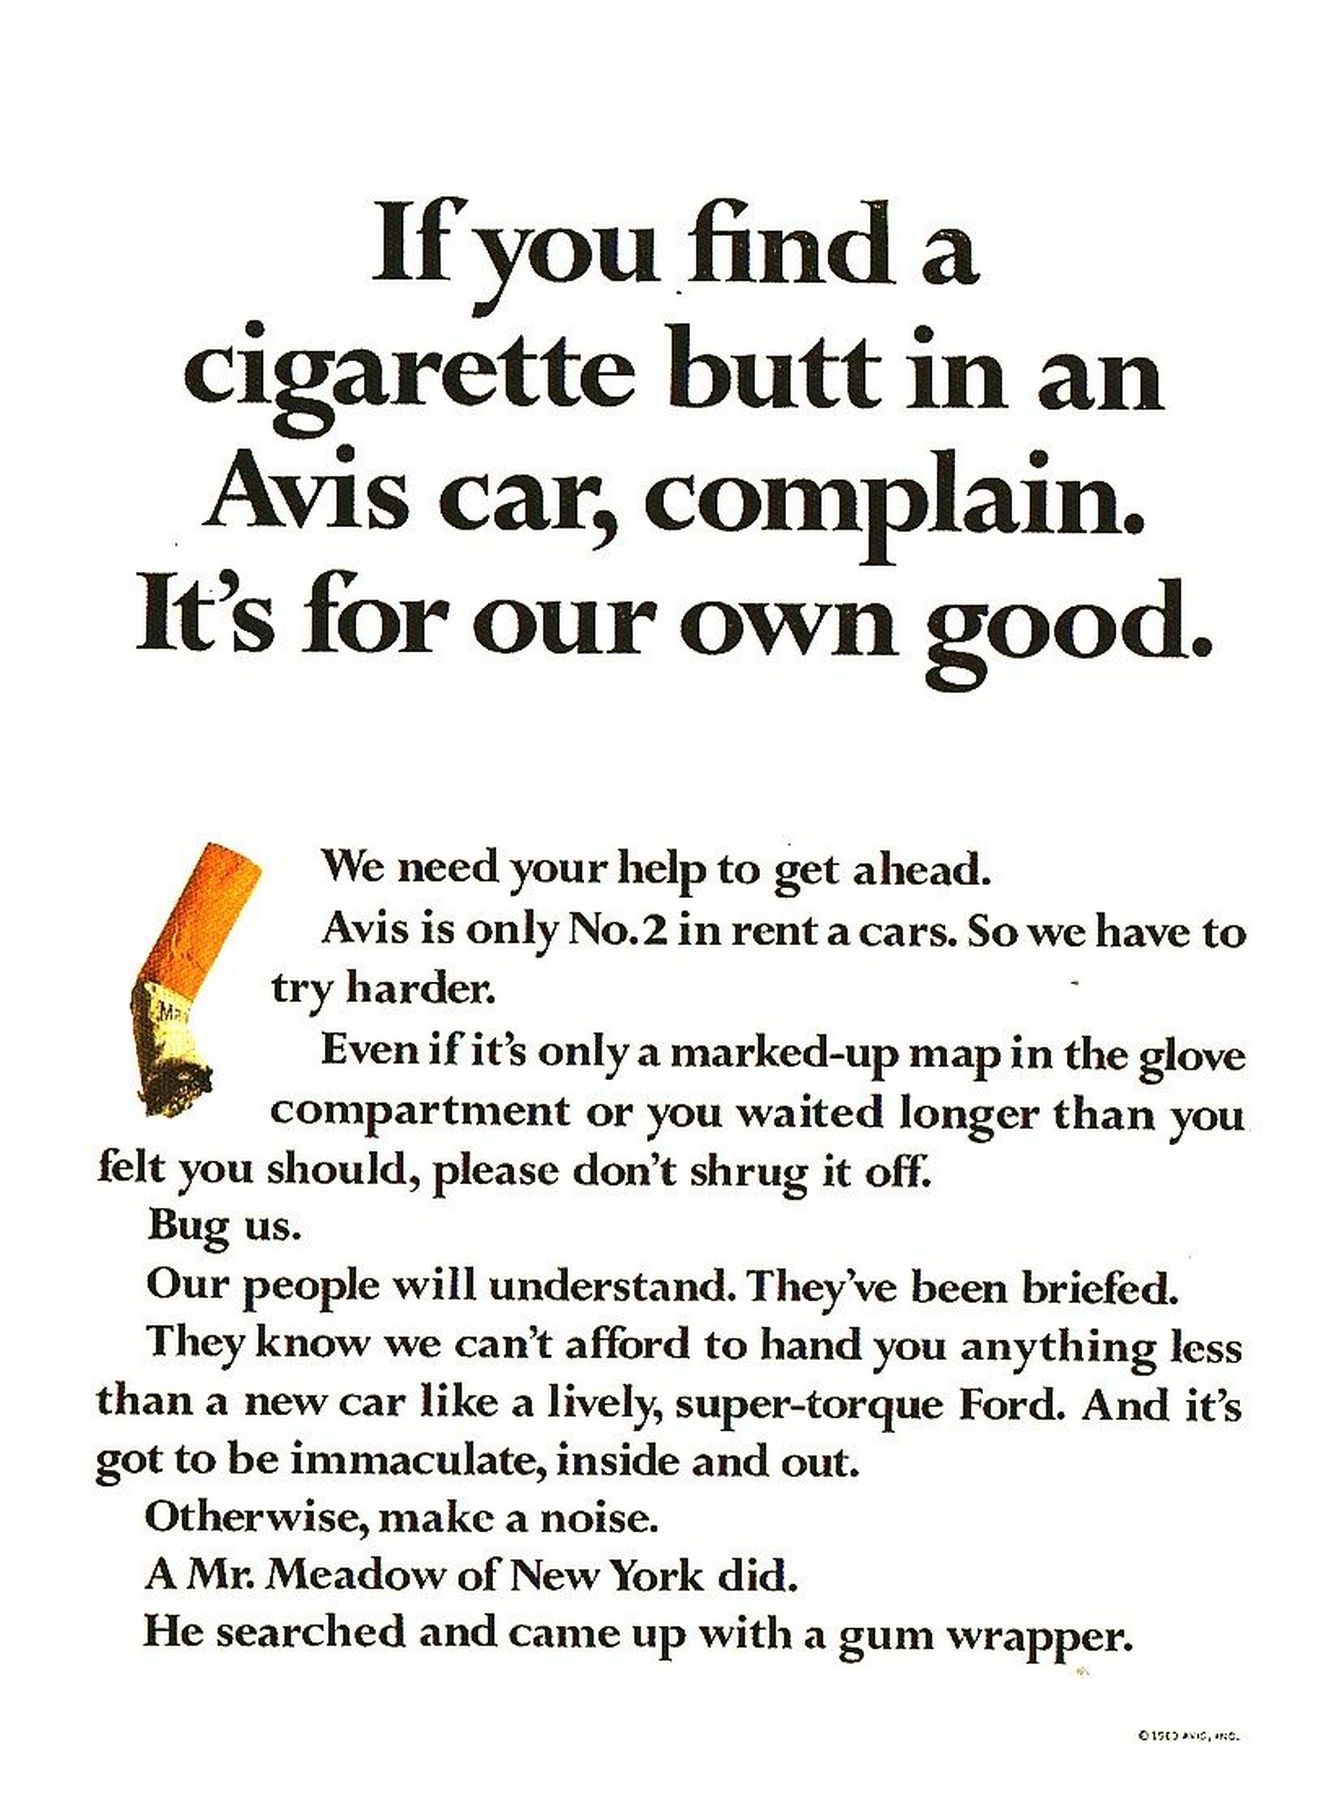 If you find a
cigarette butt in an
Avis car, complain.
It's for our own good.
We need your help to get ahead.
Avis is only No.2 in rent a cars. So we have to
try harder.
Even if it's only a marked-up map in the glove
compartment or you waited longer than you
felt you should, please don't shrug it off.
Bug us.
Our people will understand. They've been briefed.
They know we can't afford to hand you anything less
than a new car like a lively, super-torque Ford. And it's
got to be immaculate, inside and out.
Otherwise, make a noise.
A Mr. Meadow of New York did.
He searched and came up with a gum wrapper.
© AVIS, INC.